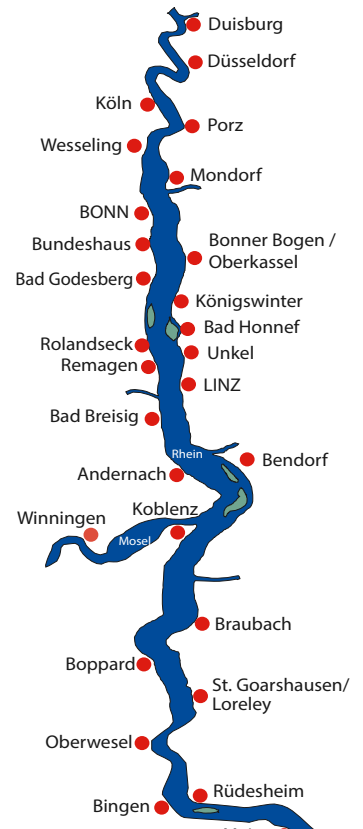 Duisburg
Düsseldorf
Köln
Porz
Wesseling
Mondorf
BONN
Bundeshaus
Bonner Bogen /
Oberkassel
Bad Godesberg
Königswinter
Bad Honnef
Rolandseck
Unkel
Remagen
LINZ
Bad Breisig
Rhein
Bendorf
Andernach
Koblenz
Winningen
Mosel
Braubach
Boppard
St. Goarshausen/
Loreley
Oberwesel
Rüdesheim
Bingen